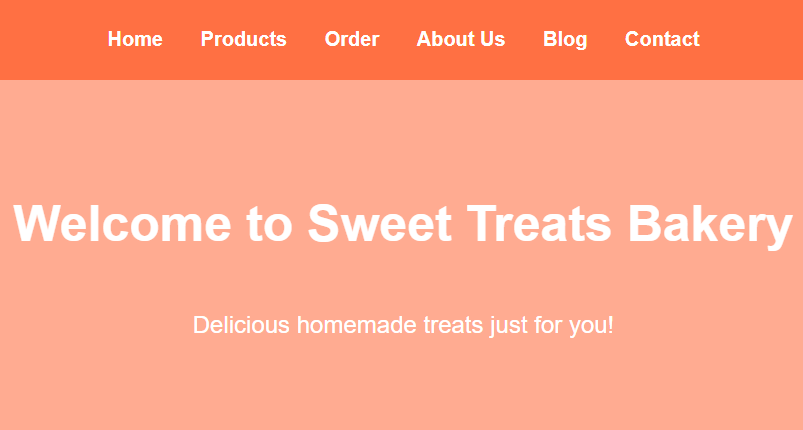 Home Products Order About Us Blog Contact
Welcome to Sweet Treats Bakery
Delicious homemade treats just for you!